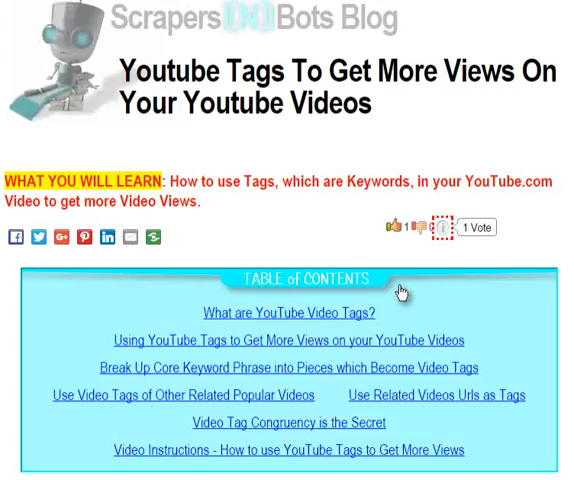 Scrapers Bots Blog
Youtube Tags To Get More Views On
Your Youtube Videos
WHAT YOU WILL LEARN: How to use Tags, which are Keywords, in your YouTube.com
Video to get more Video Views.
1 0 1 Vote
TABLE of CONTENTS
What are YouTube Video Tags?
Using YouTube Tags to Get More Views on your YouTube Videos
Break Up Core Keyword Phrase into Pieces which Become Video Tags
Use Video Tags of Other Related Popular Videos Use Related Videos Urls as Tags
Video Tag Congruency is the Secret
Video Instructions - How to use YouTube Tags to Get More Views